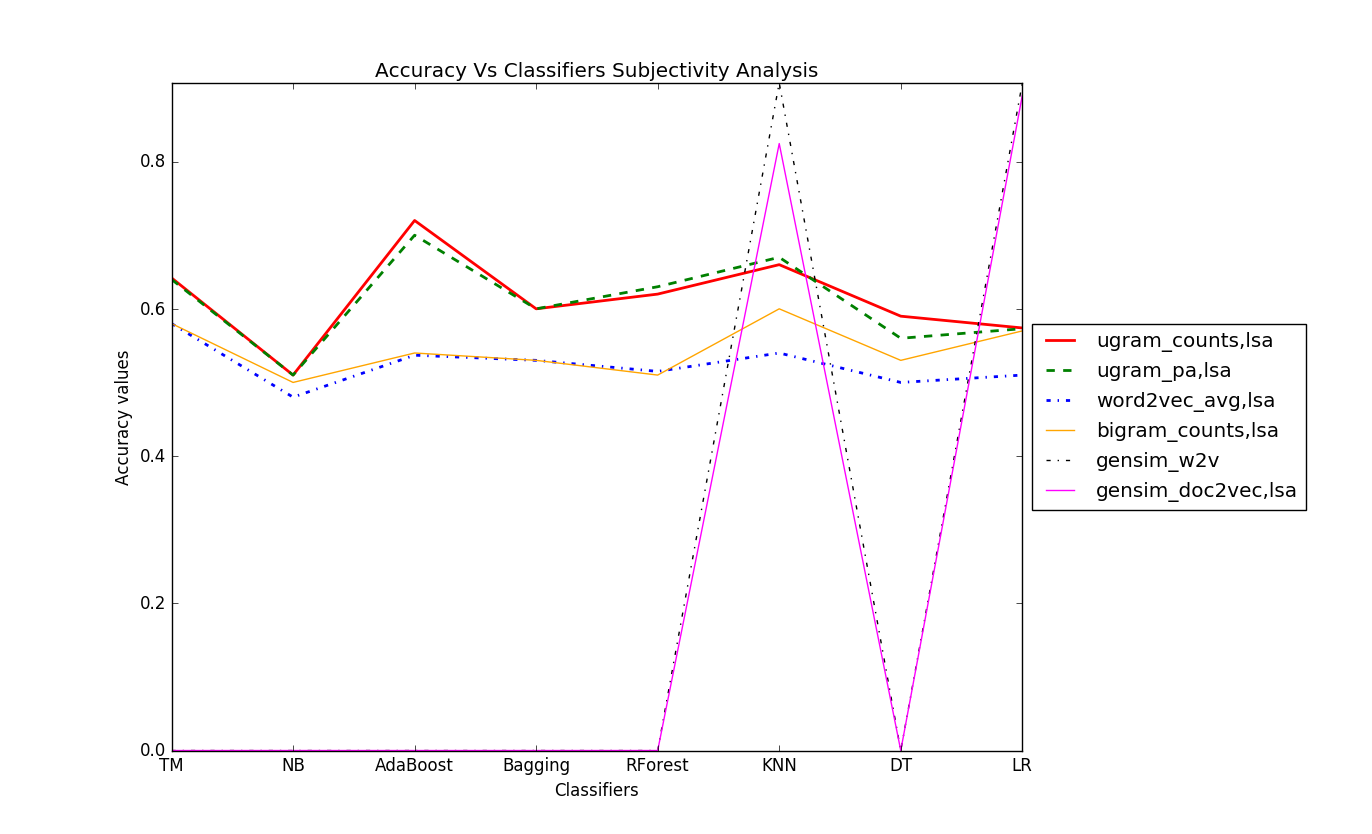 Accuracy Vs Classifiers Subjectivity Analysis
Accuracy values
0.8
0.6
0.4
0.2
0.0
TM NB AdaBoost Bagging RForest KNN DT LR
Classifiers
ugram_counts,lsa
ugram_pa,lsa
word2vec_avg,lsa
bigram_counts,lsa
gensim_w2v
gensim_doc2vec,lsa